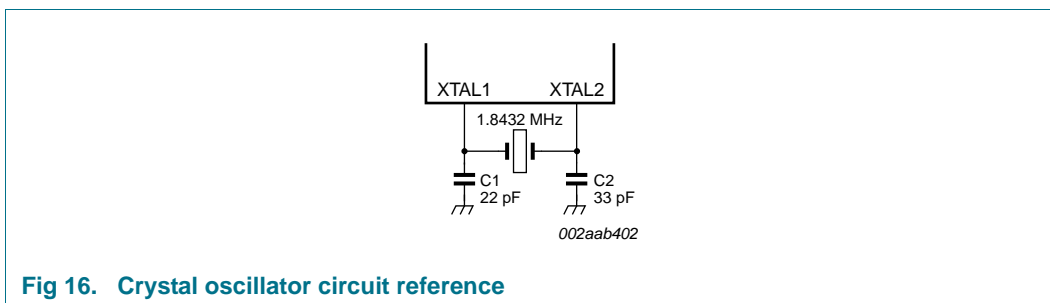 XTAL1 XTAL2
1.8432 MHz
C1
22 pF
C2
33 pF
002aab402
Fig 16. Crystal oscillator circuit reference